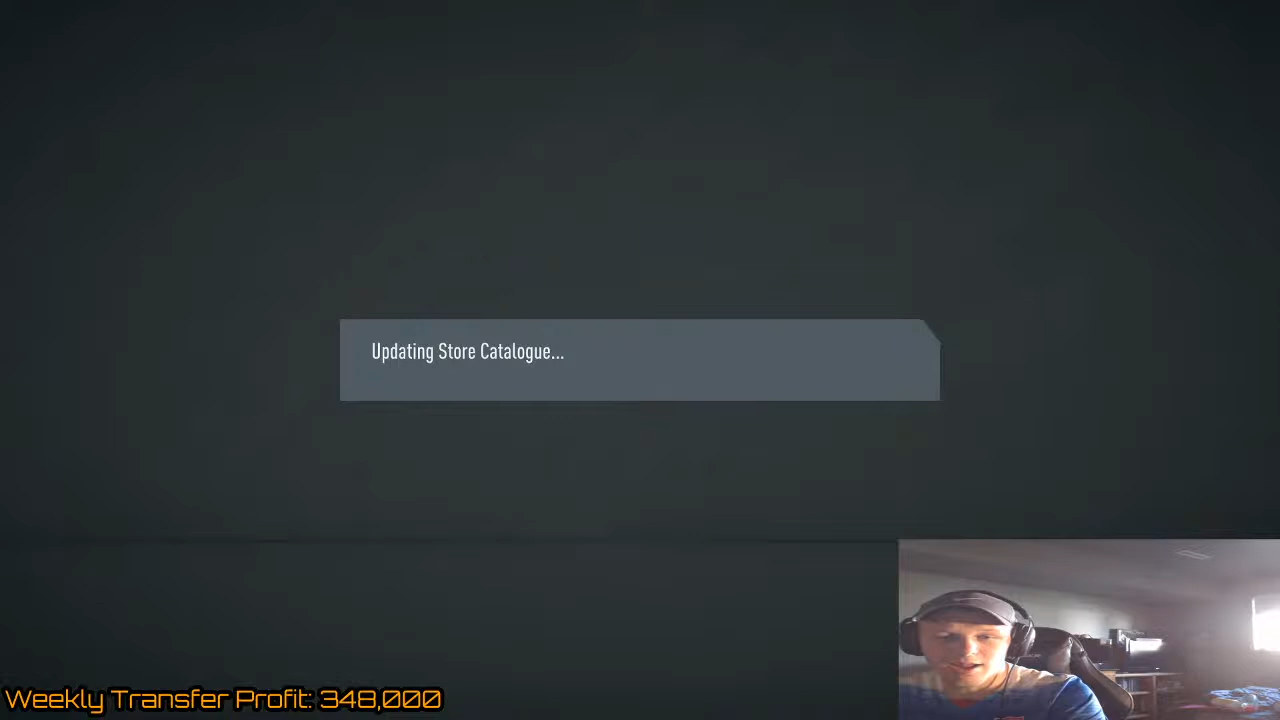 Updating Store Catalogue...
Weekly Transfer Profit: 348,000